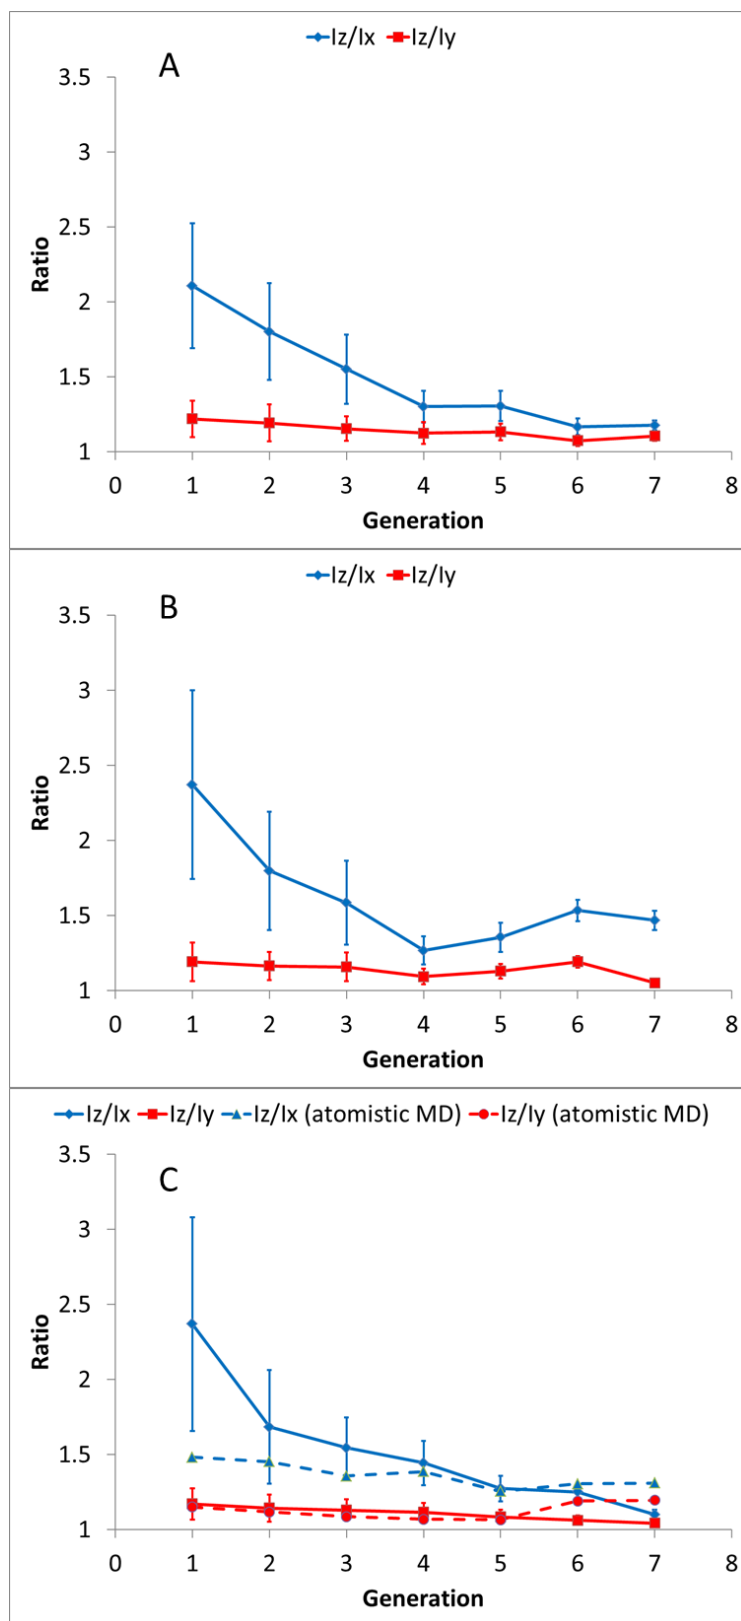 Iz/Ix Iz/Iy
A
3.5
3
2.5
2
1.5
1
Ratio
0 1 2 3 4 5 6 7 8
Generation
Iz/Ix Iz/Iy
B
3.5
3
2.5
2
1.5
1
Ratio
0 1 2 3 4 5 6 7 8
Generation
Iz/Ix Iz/Iy Iz/Ix (atomistic MD) Iz/Iy (atomistic MD)
C
3.5
3
2.5
2
1.5
1
Ratio
0 1 2 3 4 5 6 7 8
Generation